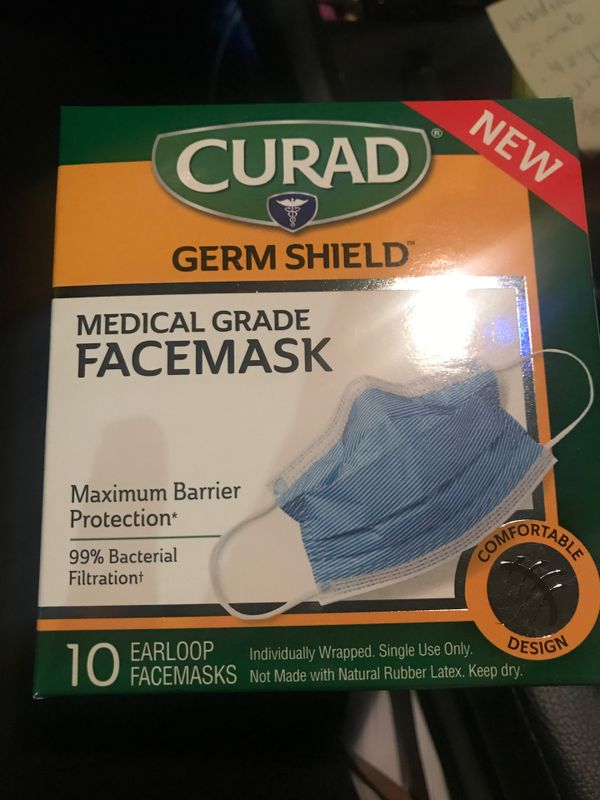 CURAD®
NEW
GERM SHIELD™
MEDICAL GRADE
FACEMASK
Maximum Barrier
Protection*
99% Bacterial
Filtration†
COMFORTABLE
DESIGN
10 EARLOOP
FACEMASKS
Individually Wrapped. Single Use Only.
Not Made with Natural Rubber Latex. Keep dry.